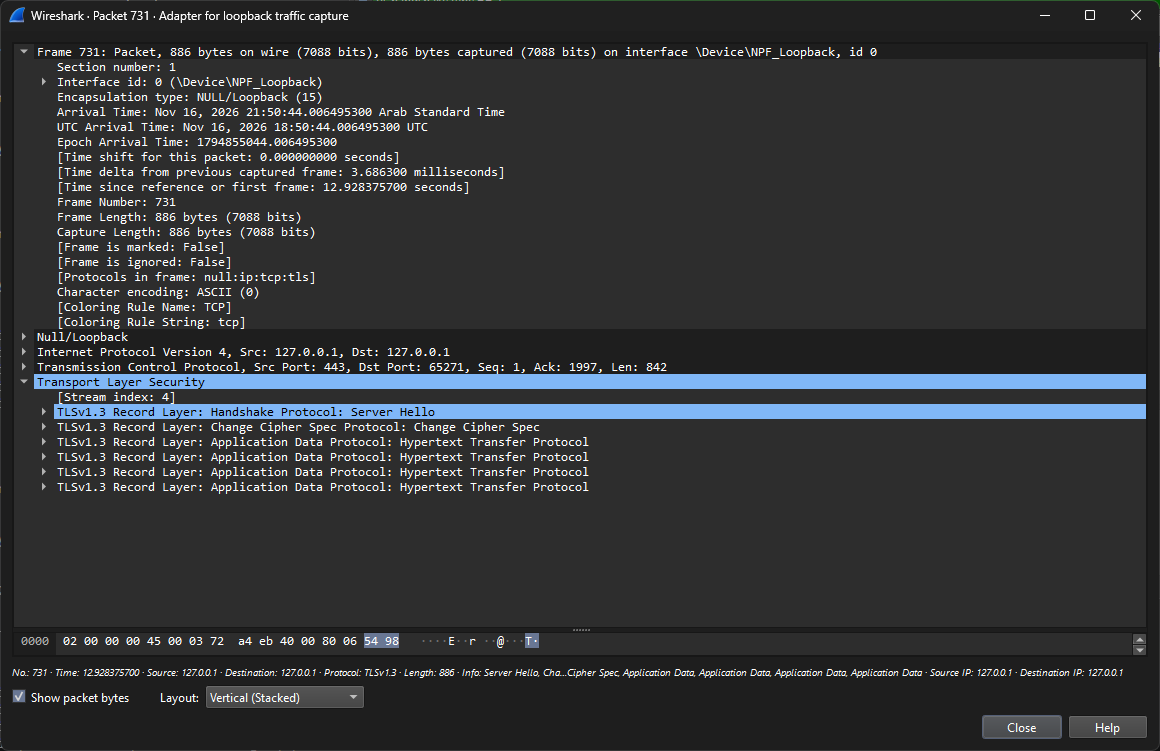 Wireshark · Packet 731 · Adapter for loopback traffic capture
Frame 731: Packet, 886 bytes on wire (7088 bits), 886 bytes captured (7088 bits) on interface \Device\NPF_Loopback, id 0
Section number: 1
Interface id: 0 (\Device\NPF_Loopback)
Encapsulation type: NULL/Loopback (15)
Arrival Time: Nov 16, 2026 21:50:44.006495300 Arab Standard Time
UTC Arrival Time: Nov 16, 2026 18:50:44.006495300 UTC
Epoch Arrival Time: 1794855044.006495300
[Time shift for this packet: 0.000000000 seconds]
[Time delta from previous captured frame: 3.686300 milliseconds]
[Time since reference or first frame: 12.928375700 seconds]
Frame Number: 731
Frame Length: 886 bytes (7088 bits)
Capture Length: 886 bytes (7088 bits)
[Frame is marked: False]
[Frame is ignored: False]
[Protocols in frame: null:ip:tcp:tls]
Character encoding: ASCII (0)
[Coloring Rule Name: TCP]
[Coloring Rule String: tcp]
Null/Loopback
Internet Protocol Version 4, Src: 127.0.0.1, Dst: 127.0.0.1
Transmission Control Protocol, Src Port: 443, Dst Port: 65271, Seq: 1, Ack: 1997, Len: 842
Transport Layer Security
[Stream index: 4]
TLSv1.3 Record Layer: Handshake Protocol: Server Hello
TLSv1.3 Record Layer: Change Cipher Spec Protocol: Change Cipher Spec
TLSv1.3 Record Layer: Application Data Protocol: Hypertext Transfer Protocol
TLSv1.3 Record Layer: Application Data Protocol: Hypertext Transfer Protocol
TLSv1.3 Record Layer: Application Data Protocol: Hypertext Transfer Protocol
TLSv1.3 Record Layer: Application Data Protocol: Hypertext Transfer Protocol
0000 02 00 00 00 45 00 03 72 a4 eb 40 00 80 06 54 98 ····E··r ··@···T·
No.: 731 · Time: 12.928375700 · Source: 127.0.0.1 · Destination: 127.0.0.1 · Protocol: TLSv1.3 · Length: 886 · Info: Server Hello, Cha...Cipher Spec, Application Data, Application Data, Application Data, Application Data · Source IP: 127.0.0.1 · Destination IP: 127.0.0.1
Show packet bytes Layout: Vertical (Stacked)
Close Help